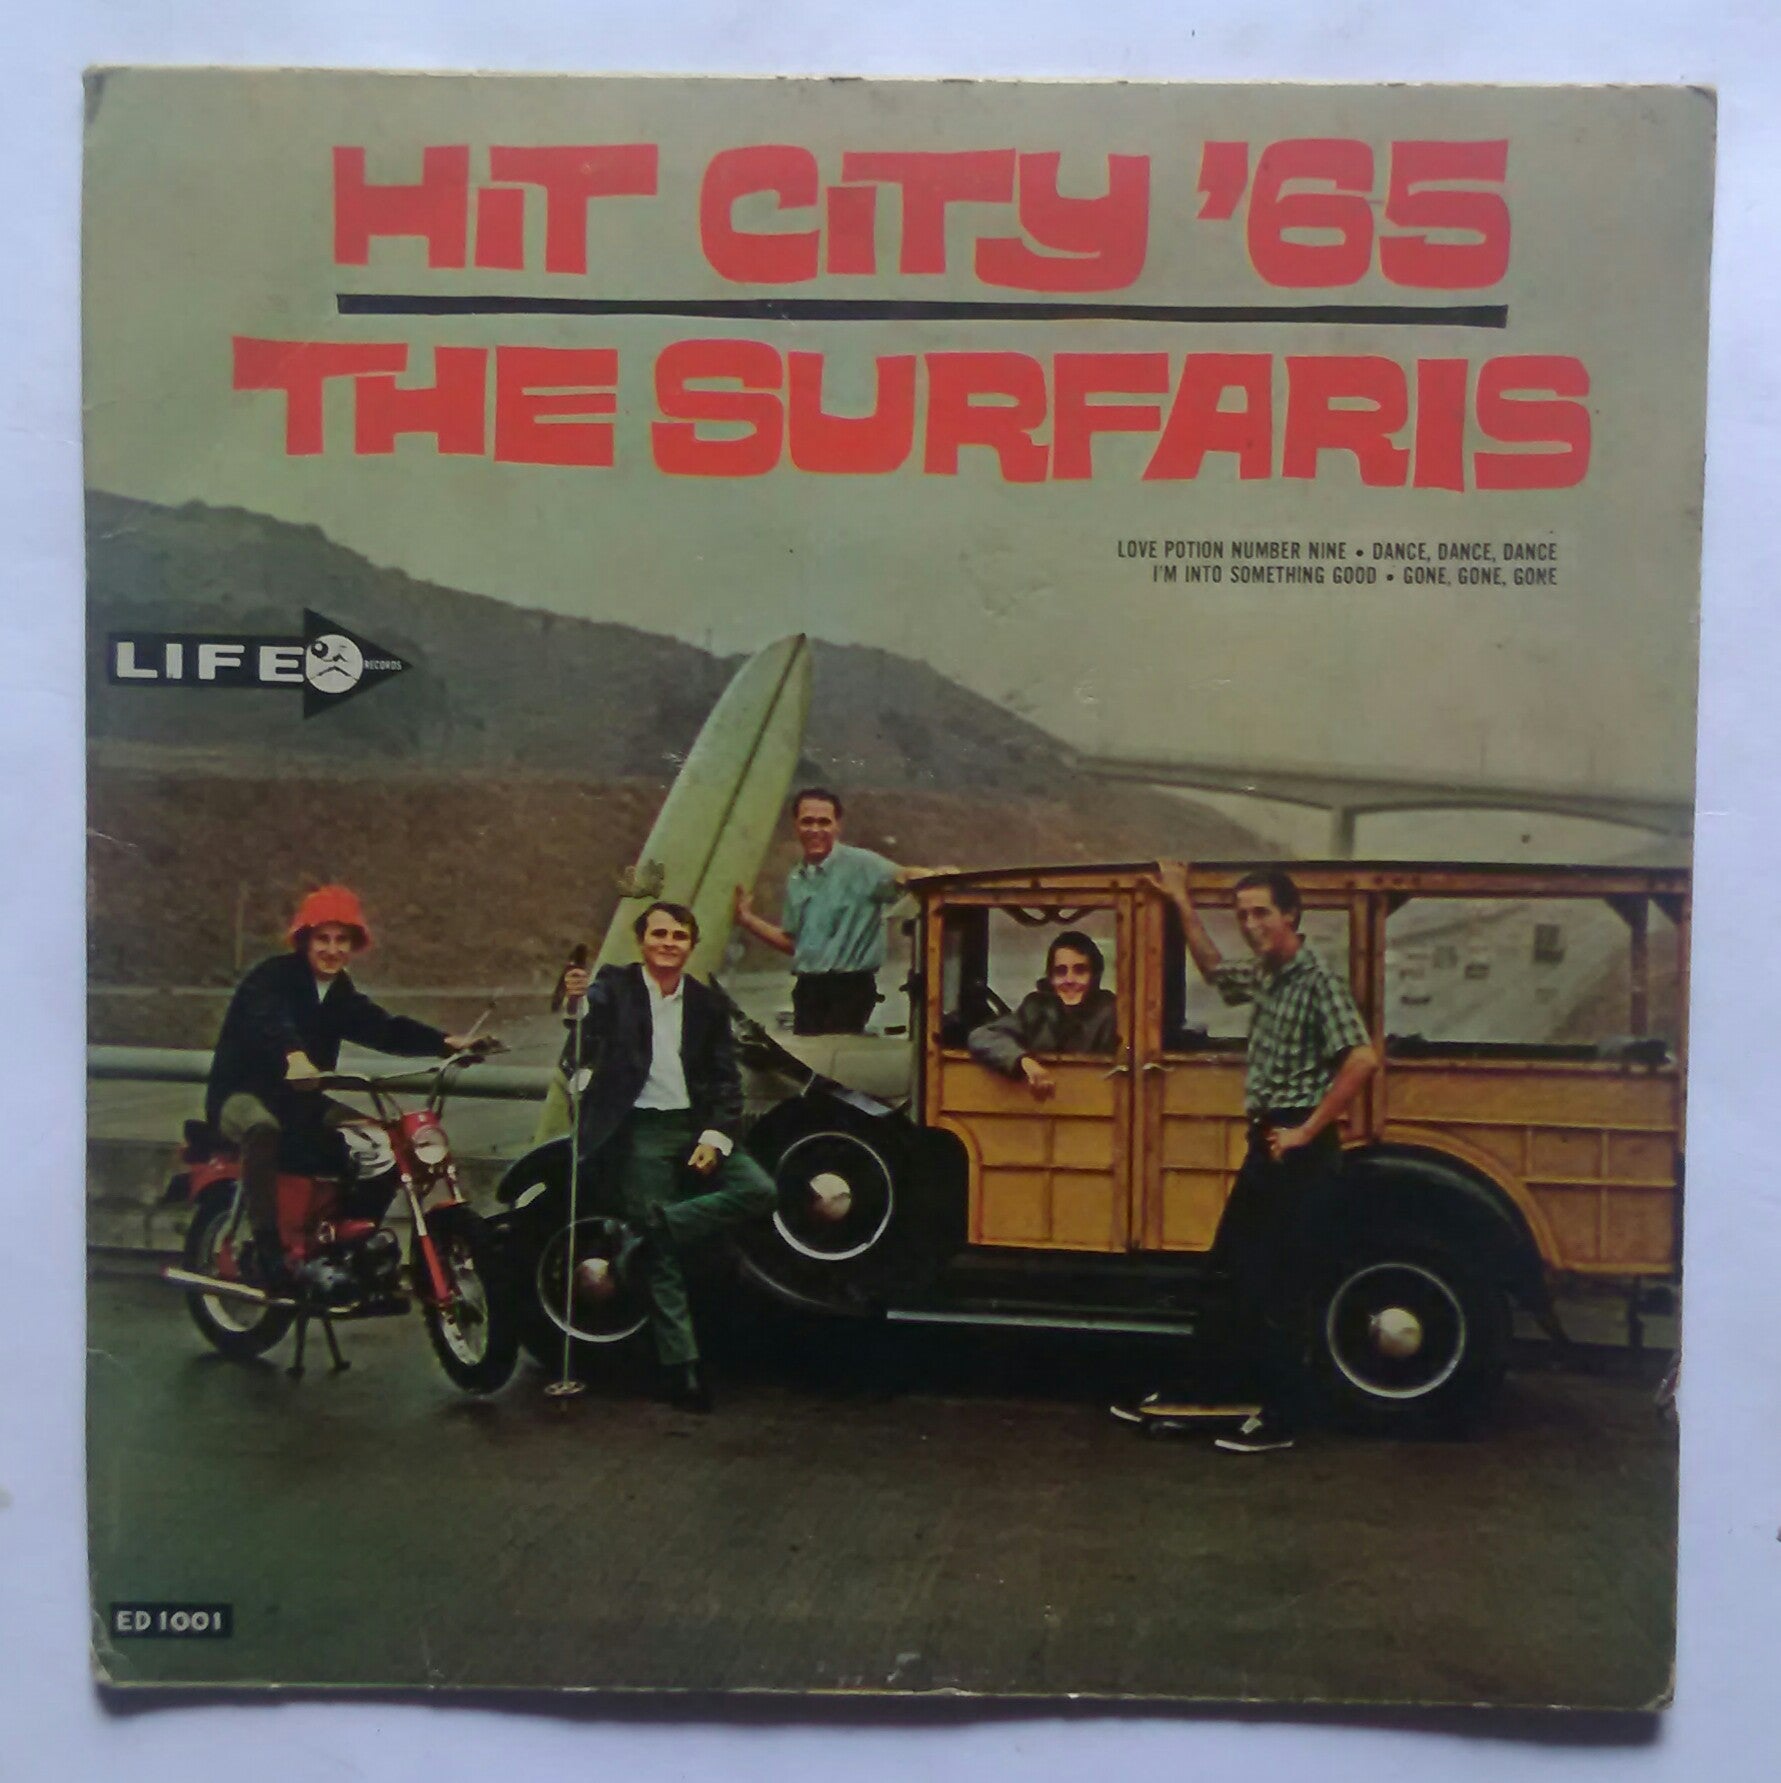 HIT CITY '65
THE SURFARIS
LOVE POTION NUMBER NINE • DANCE, DANCE, DANCE
I'M INTO SOMETHING GOOD • GONE, GONE, GONE
LIFE RECORDS
ED 1001